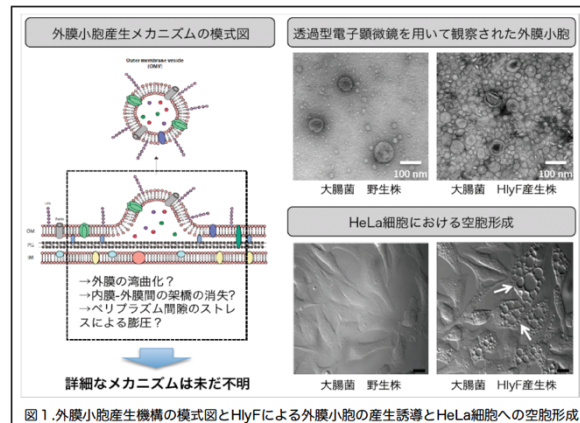 外膜小胞産生メカニズムの模式図
Outer membrane vesicle
(OMV)
OM
PG
IM
→外膜の湾曲化？
→内膜-外膜間の架橋の消失？
→ペリプラズム間隙のストレ
スによる膨圧？
詳細なメカニズムは未だ不明
透過型電子顕微鏡を用いて観察された外膜小胞
100 nm
100 nm
大腸菌 野生株
大腸菌 HlyF産生株
HeLa細胞における空胞形成
大腸菌 野生株
大腸菌 HlyF産生株
図1.外膜小胞産生機構の模式図とHlyFによる外膜小胞の産生誘導とHeLa細胞への空胞形成